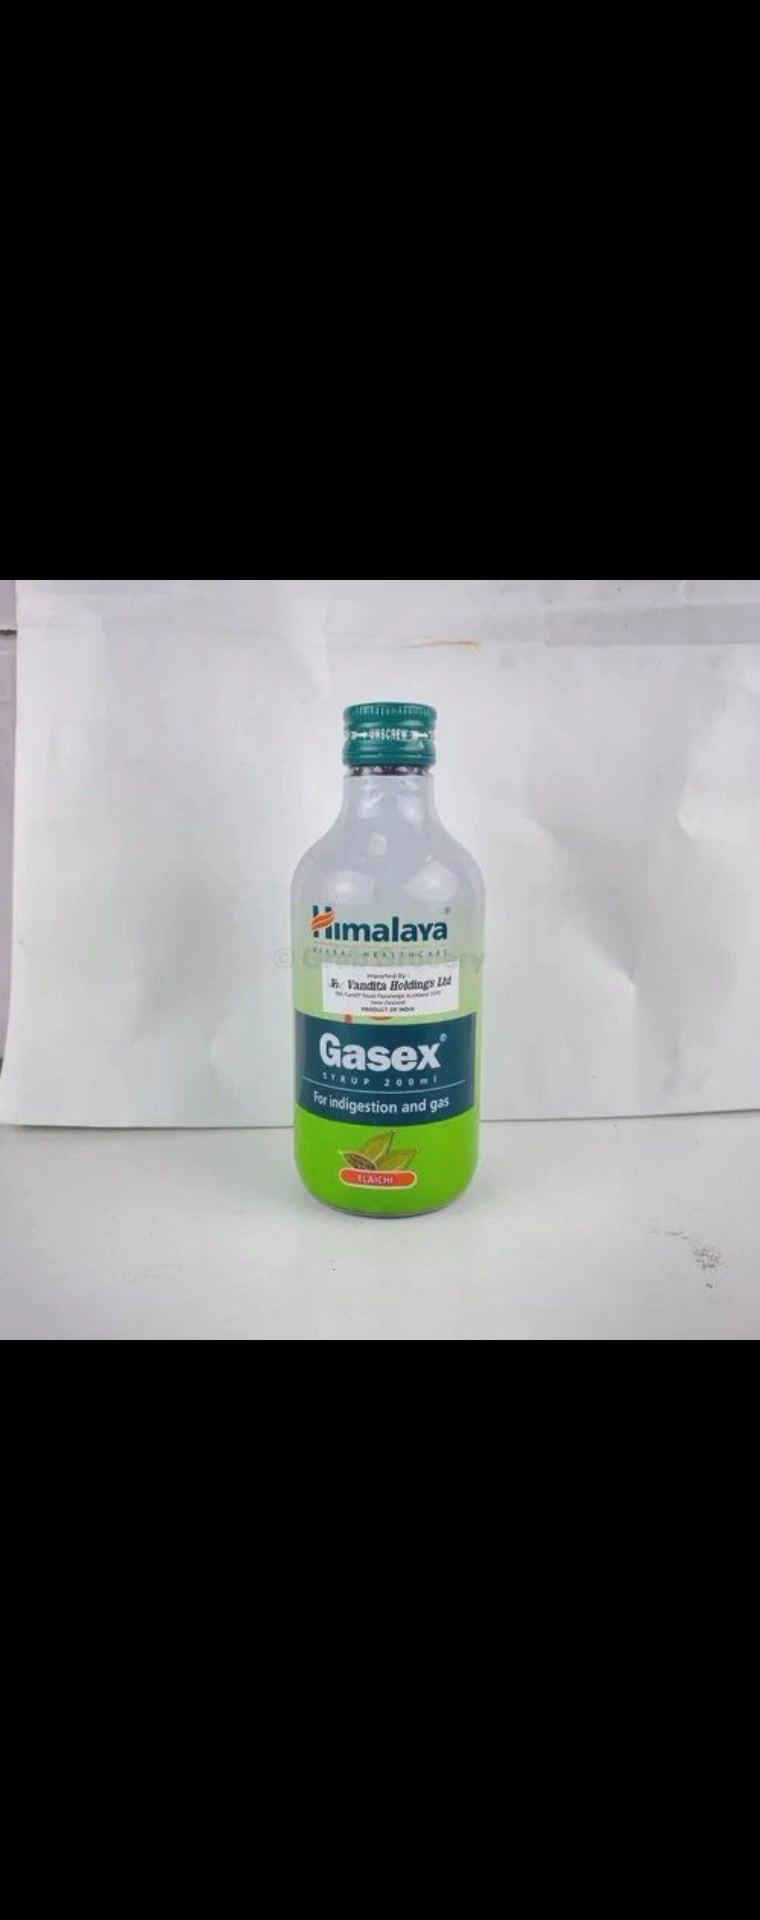 UNSCREW
Himalaya®
HERBAL HEALTHCARE
Imported By :
Vandita Holdings Ltd
New Zealand
PRODUCT OF INDIA
Gasex®
SYRUP 200ml
For indigestion and gas
ELAICHI